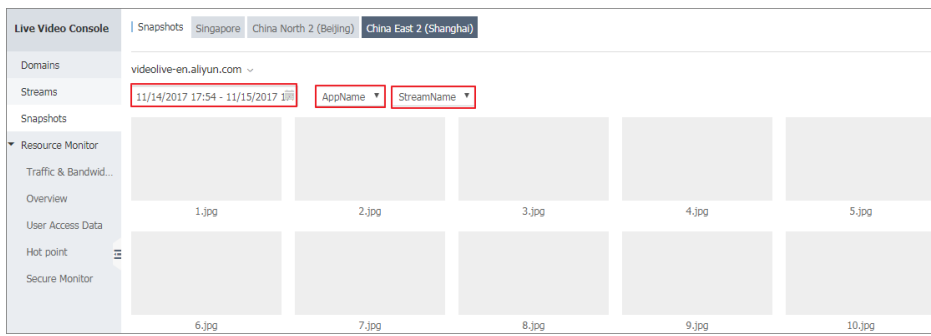 Live Video Console
Snapshots Singapore China North 2 (Beijing) China East 2 (Shanghai)
Domains
Streams
Snapshots
Resource Monitor
Traffic & Bandwid...
Overview
User Access Data
Hot point
Secure Monitor
videolive-en.aliyun.com
11/14/2017 17:54 - 11/15/2017 1
AppName StreamName
1.jpg 2.jpg 3.jpg 4.jpg 5.jpg
6.jpg 7.jpg 8.jpg 9.jpg 10.jpg